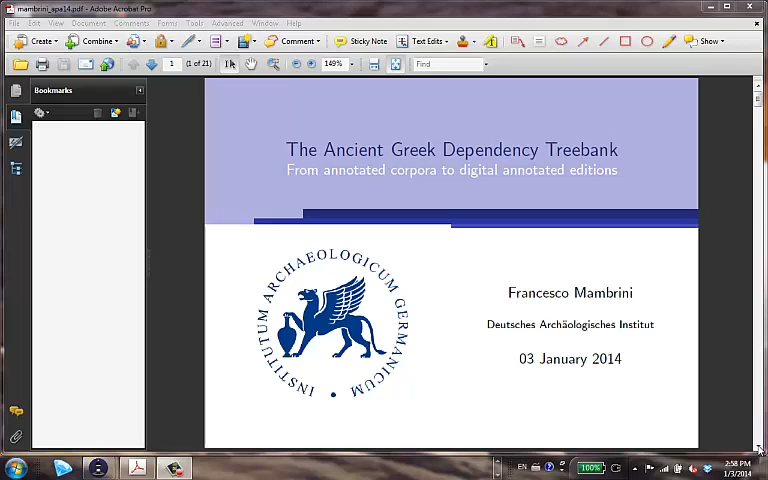 mambrini_apa14.pdf - Adobe Acrobat Pro
File Edit View Document Comments Forms Tools Advanced Window Help
Create Combine Comment Sticky Note Text Edits Show
1 (1 of 21) 149% Find
Bookmarks
The Ancient Greek Dependency Treebank
From annotated corpora to digital annotated editions
INSTITUTUM ARCHAEOLOGICUM GERMANICUM
Francesco Mambrini
Deutsches Archäologisches Institut
03 January 2014
EN 100% 2:58 PM
1/3/2014